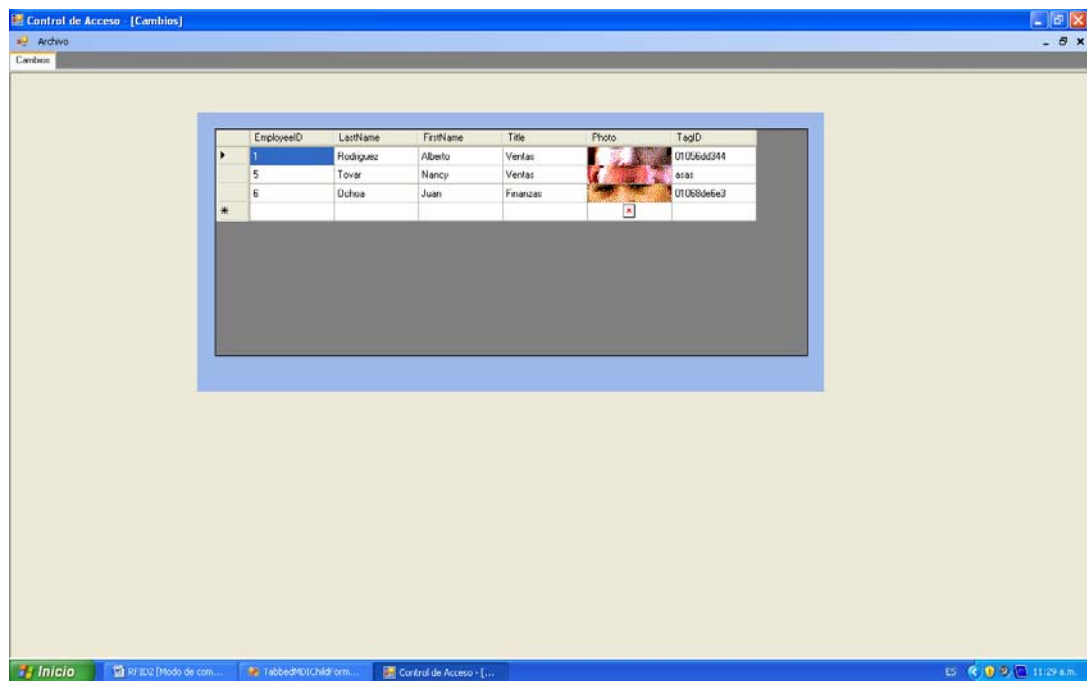 Control de Acceso - [Cambios]
Archivo
Cambios
EmployeeID LastName FirstName Title Photo TagID
1 Rodriguez Alberto Ventas 01056dd344
5 Tovar Nancy Ventas asas
6 Ochoa Juan Finanzas 01068de6e3
Inicio RFID2 [Modo de com... TabbedMDIChildForm... Control de Acceso - [... ES 11:29 a.m.